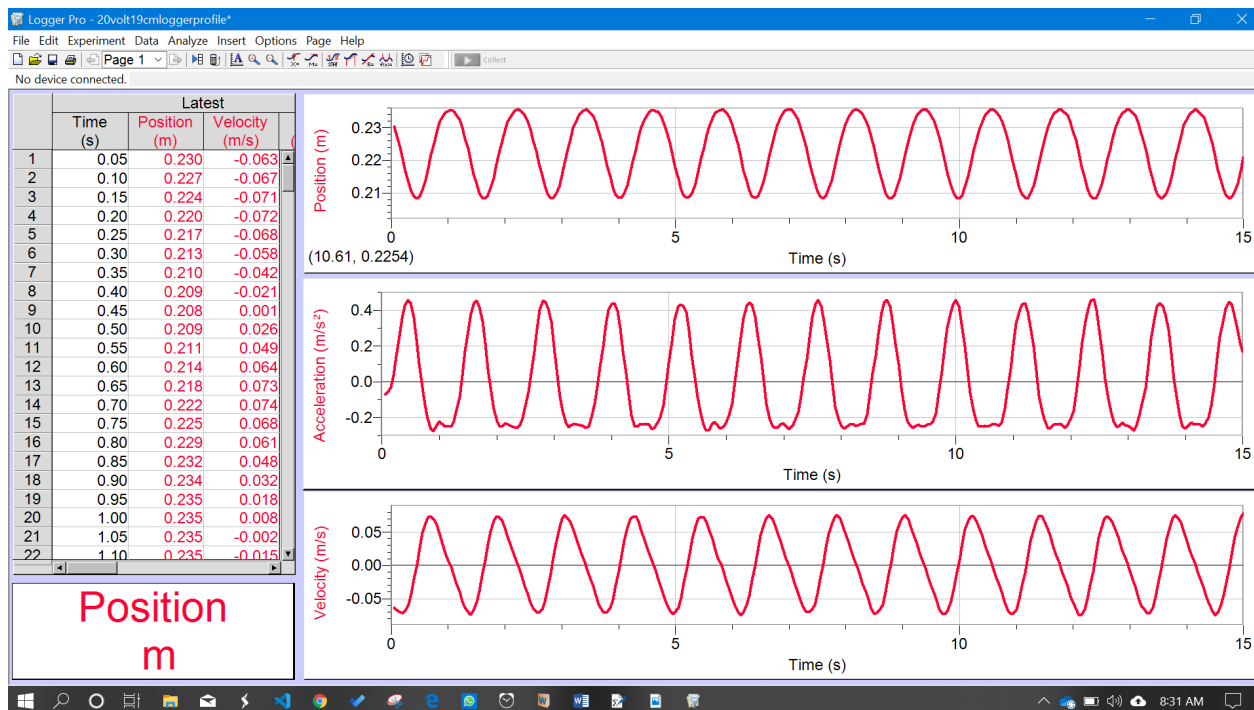 Logger Pro - 20volt19cmloggerprofile*
File Edit Experiment Data Analyze Insert Options Page Help
Page 1
Collect
No device connected.
Latest
Time Position Velocity
(s) (m) (m/s) (
1 0.05 0.230 -0.063
2 0.10 0.227 -0.067
3 0.15 0.224 -0.071
4 0.20 0.220 -0.072
5 0.25 0.217 -0.068
6 0.30 0.213 -0.058
7 0.35 0.210 -0.042
8 0.40 0.209 -0.021
9 0.45 0.208 0.001
10 0.50 0.209 0.026
11 0.55 0.211 0.049
12 0.60 0.214 0.064
13 0.65 0.218 0.073
14 0.70 0.222 0.074
15 0.75 0.225 0.068
16 0.80 0.229 0.061
17 0.85 0.232 0.048
18 0.90 0.234 0.032
19 0.95 0.235 0.018
20 1.00 0.235 0.008
21 1.05 0.235 -0.002
22 1.10 0.235 -0.015
Position
m
Position (m)
0.23
0.22
0.21
0 5 10 15
(10.61, 0.2254)
Time (s)
Acceleration (m/s²)
0.4
0.2
0.0
-0.2
0 5 10 15
Time (s)
Velocity (m/s)
0.05
0.00
-0.05
0 5 10 15
Time (s)
8:31 AM